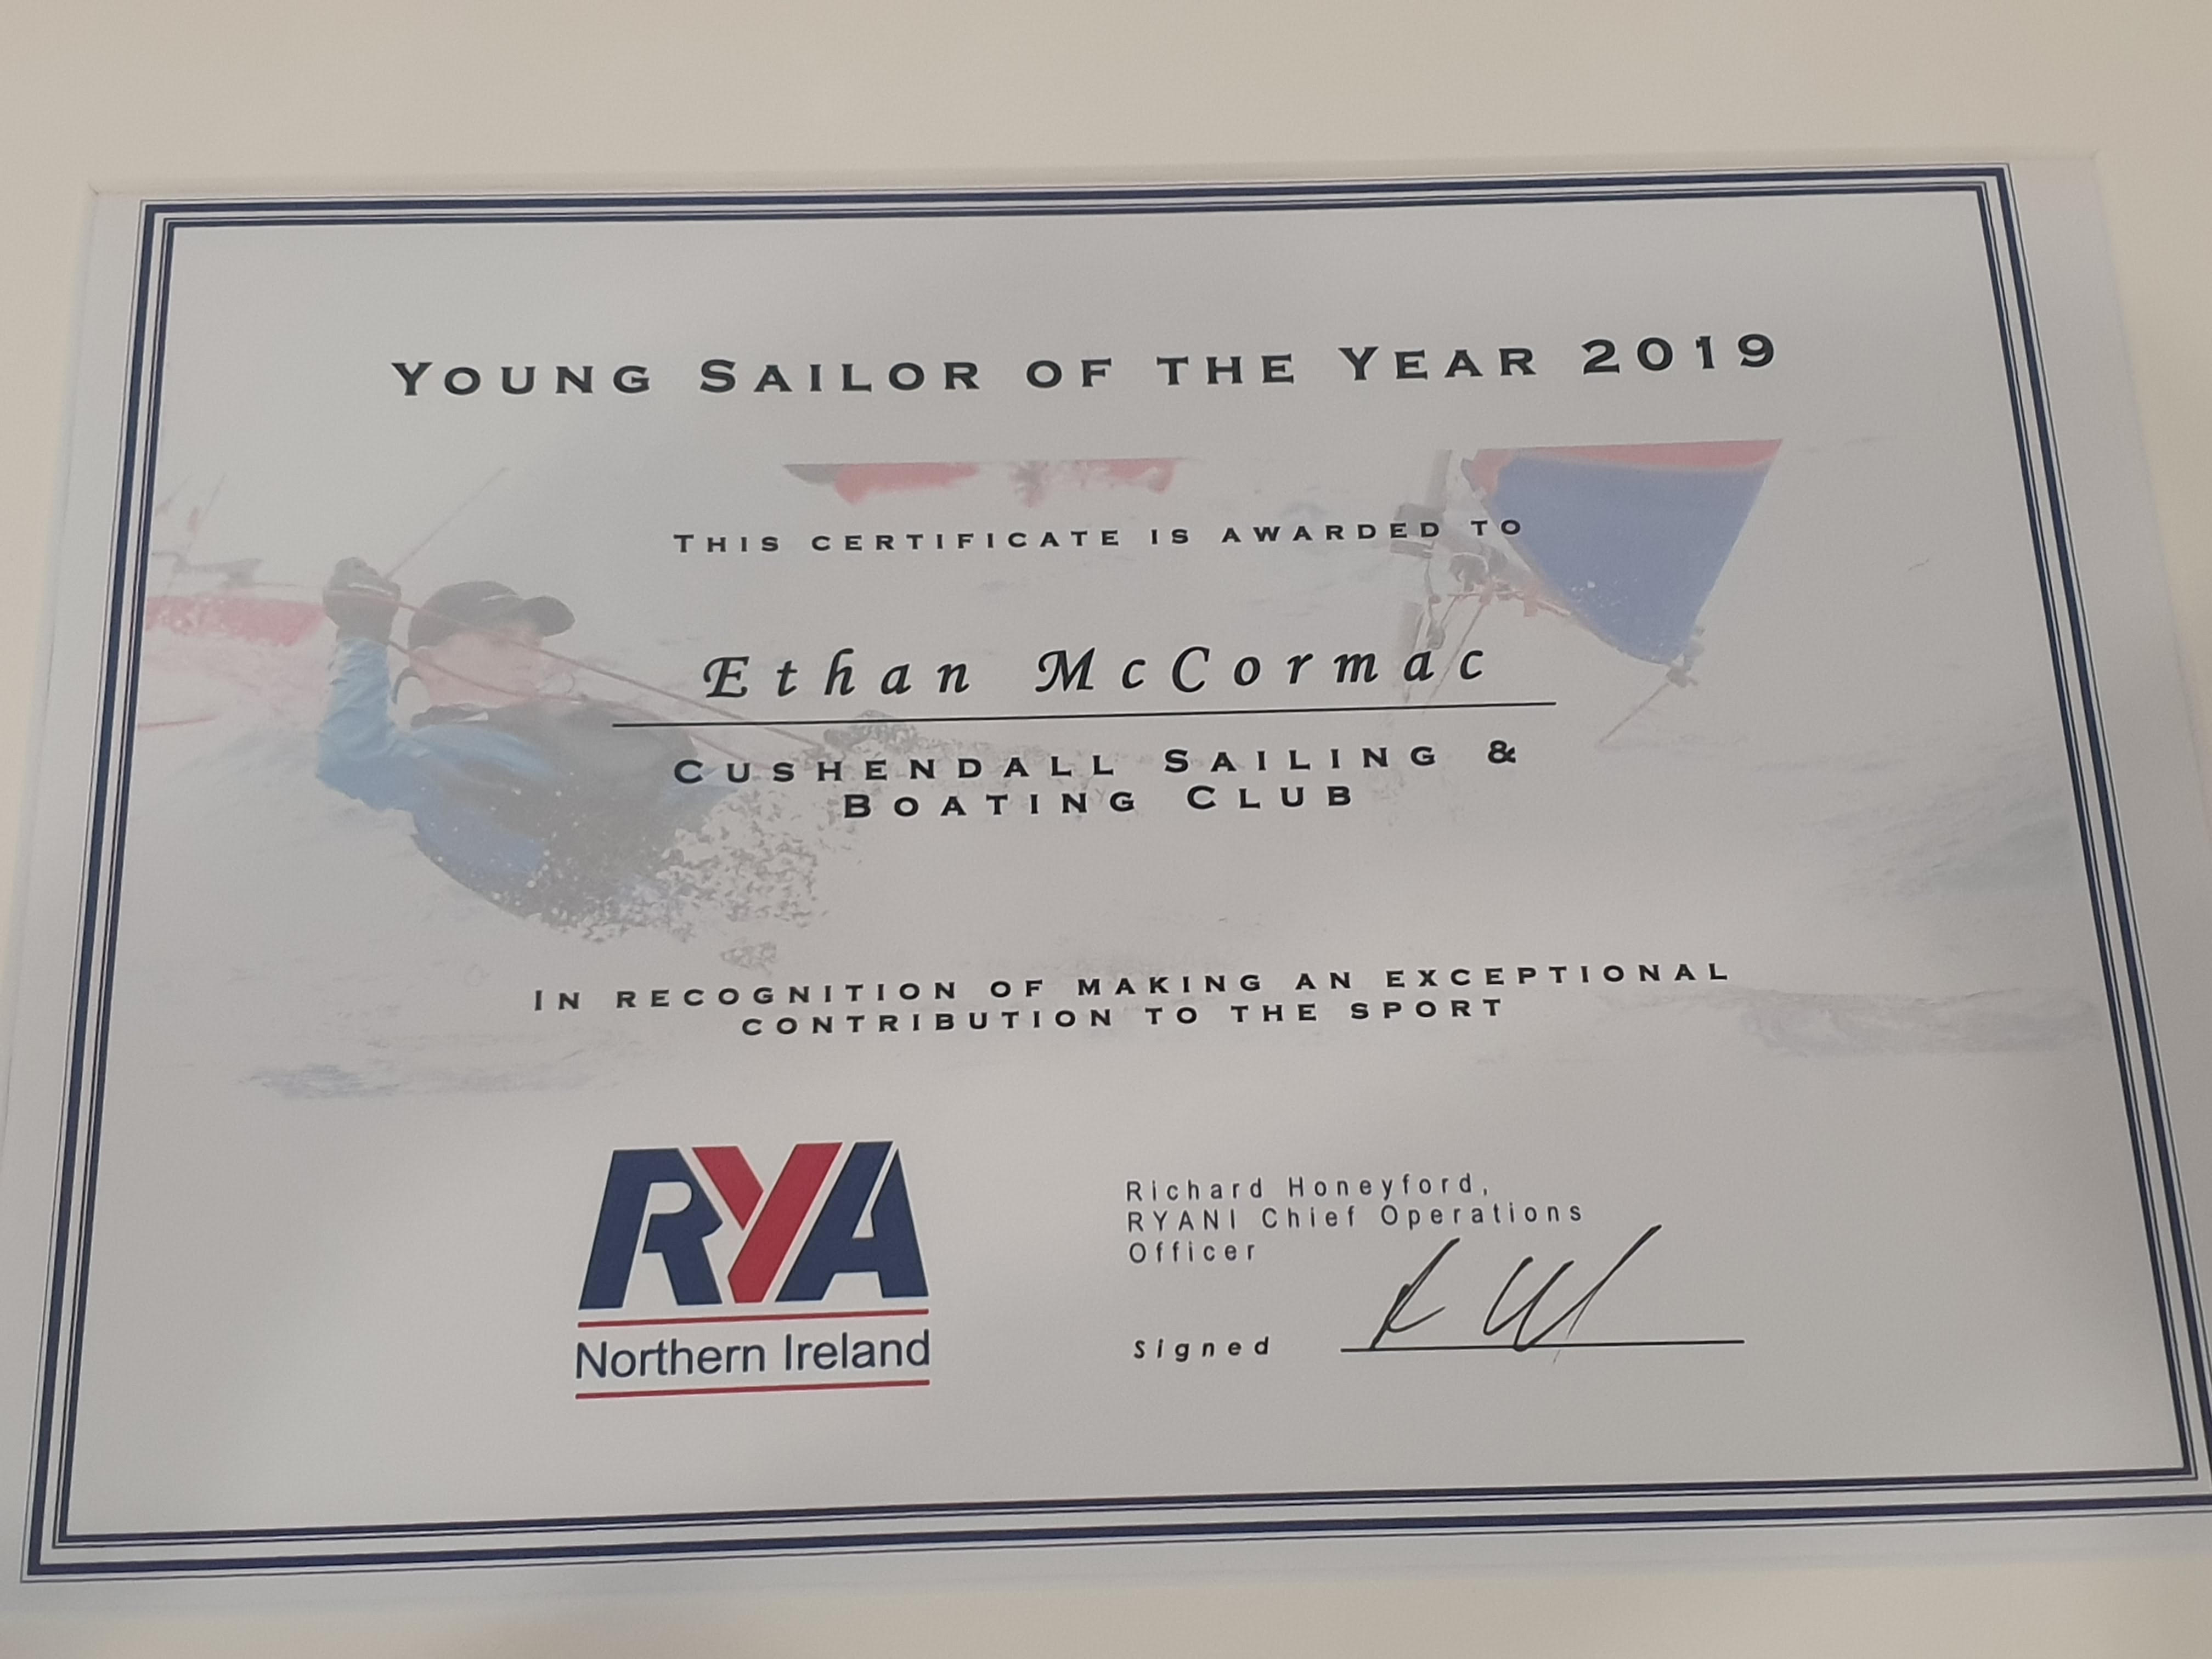 Young Sailor of the Year 2019
This certificate is awarded to
Ethan McCormac
Cushendall Sailing &
Boating Club
In recognition of making an exceptional
contribution to the sport
RYA
Northern Ireland
Richard Honeyford,
RYANI Chief Operations
Officer
Signed